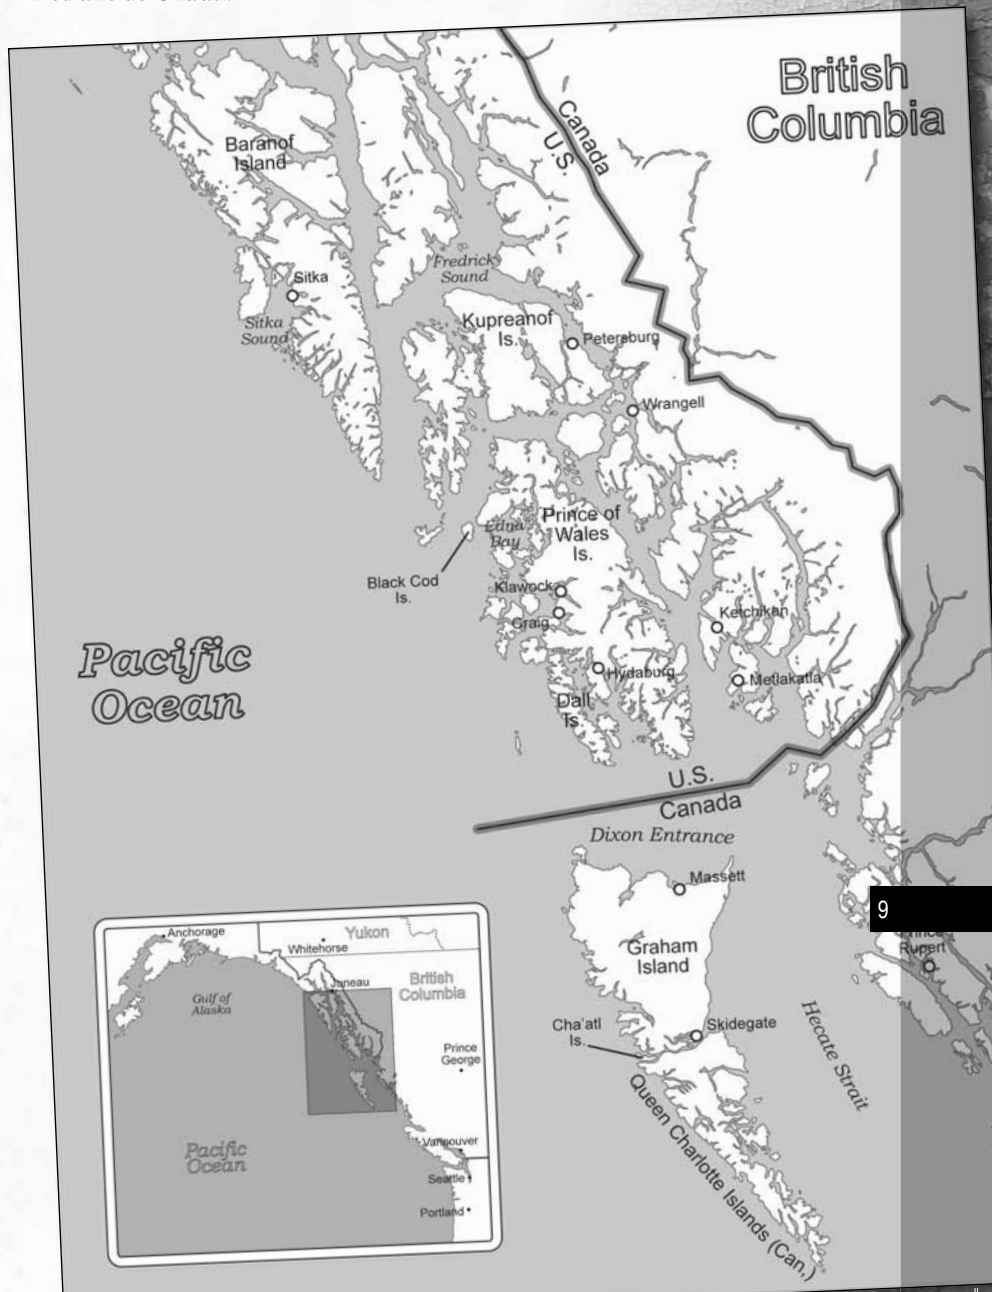 British
Columbia
Canada
U.S.
Baranof
Island
Fredrick
Sound
Sitka
Sitka
Sound
Kupreanof
Is.
Petersburg
Wrangell
Prince of
Wales
Is.
Edna
Bay
Black Cod
Is.
Klawock
Craig
Ketchikan
Hydaburg
Metlakatla
Dall
Is.
Pacific
Ocean
U.S.
Canada
Dixon Entrance
Massett
9
Prince
Rupert
Graham
Island
Cha'atl
Is.
Skidegate
Hecate Strait
Queen Charlotte Islands (Can,)
Anchorage
Whitehorse
Yukon
Juneau
British
Columbia
Gulf of
Alaska
Prince
George
Pacific
Ocean
Vancouver
Seattle
Portland